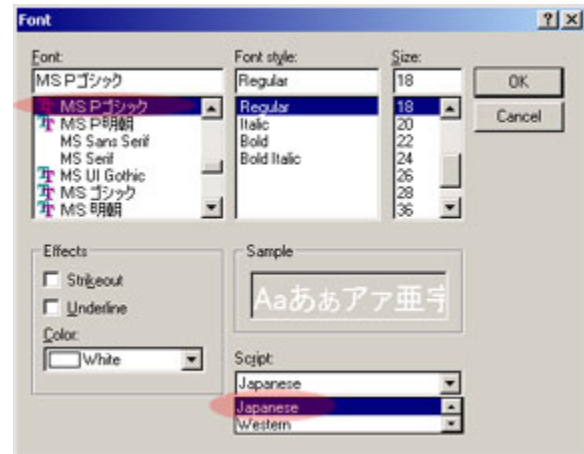 Font
Font:
MS Pゴシック
MS Pゴシック
MS P明朝
MS Sans Serif
MS Serif
MS UI Gothic
MS ゴシック
MS 明朝
Font style:
Regular
Regular
Italic
Bold
Bold Italic
Size:
18
18
20
22
24
26
28
36
OK
Cancel
Effects
Strikeout
Underline
Color:
White
Sample
Aaあぁアァ亜宇
Script:
Japanese
Japanese
Western